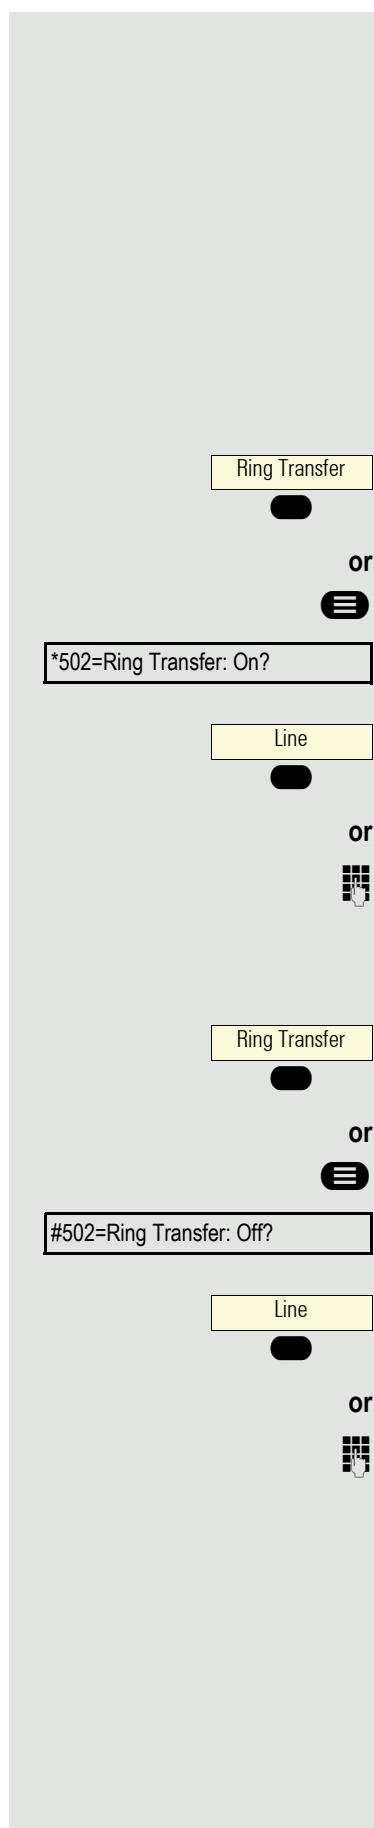 Ring Transfer
or
*502=Ring Transfer: On?
Line
or
Ring Transfer
or
#502=Ring Transfer: Off?
Line
or